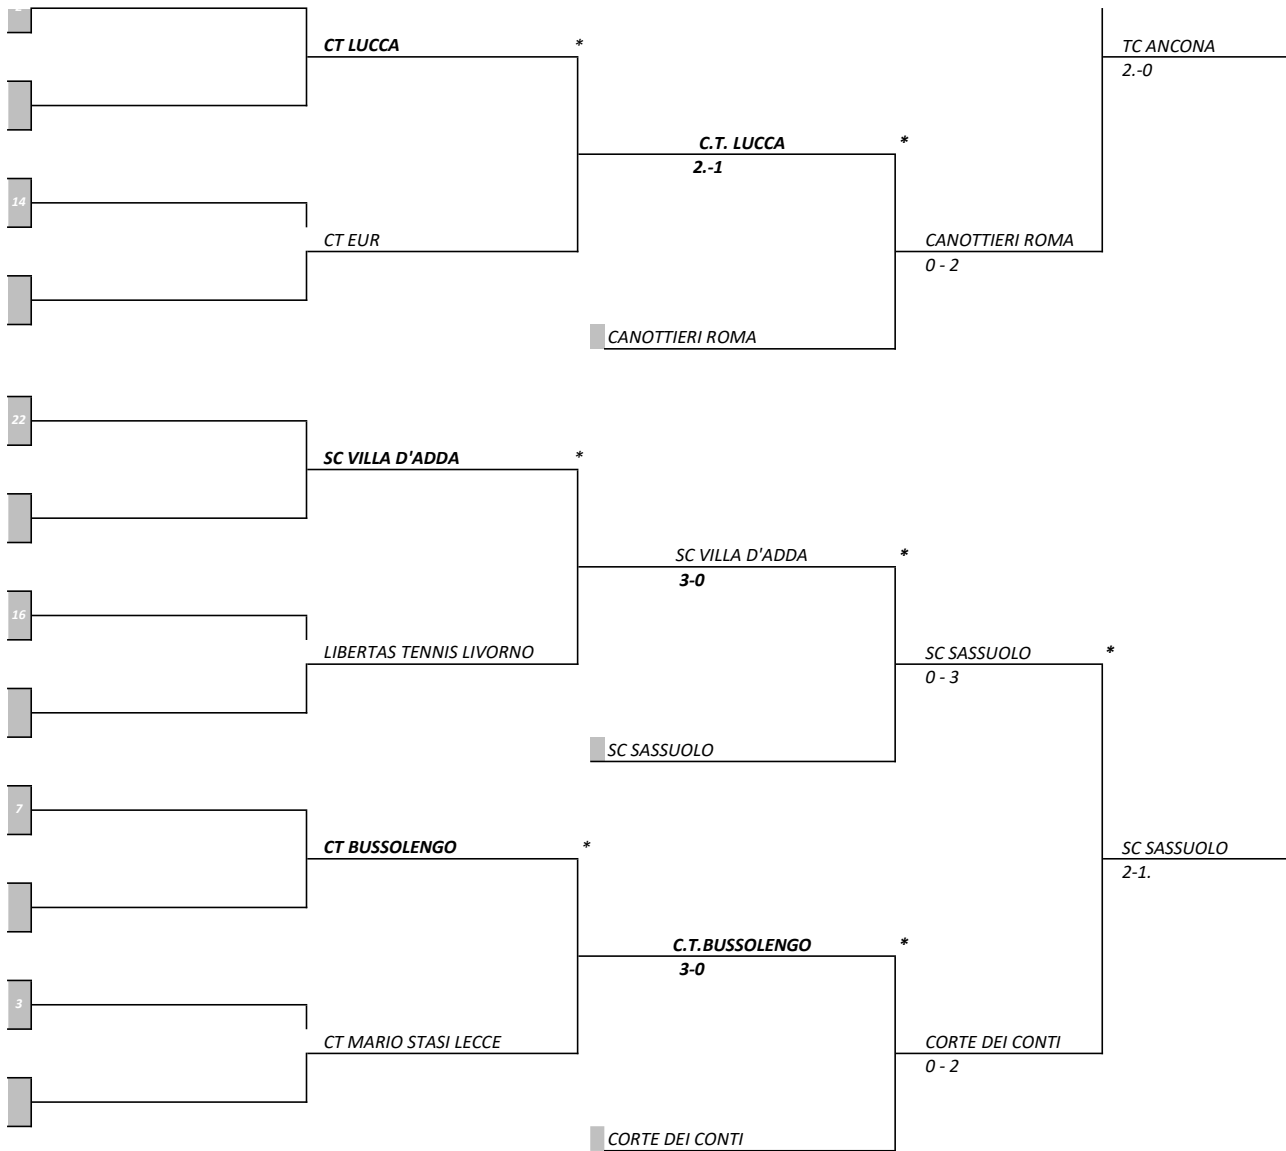 CT LUCCA *
TC ANCONA
2.-0
C.T. LUCCA *
2.-1
14
CT EUR
CANOTTIERI ROMA
0 - 2
CANOTTIERI ROMA
22
SC VILLA D'ADDA *
SC VILLA D'ADDA *
3-0
16
LIBERTAS TENNIS LIVORNO
SC SASSUOLO *
0 - 3
SC SASSUOLO
7
CT BUSSOLENGO *
SC SASSUOLO
2-1.
C.T.BUSSOLENGO *
3-0
3
CT MARIO STASI LECCE
CORTE DEI CONTI
0 - 2
CORTE DEI CONTI